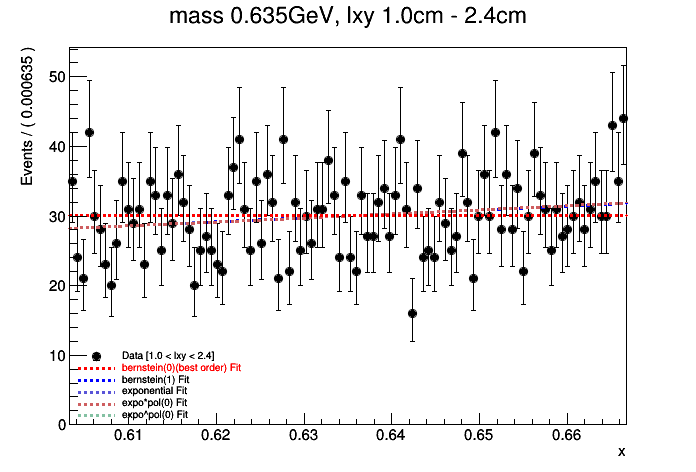 mass 0.635GeV, lxy 1.0cm - 2.4cm
Events / ( 0.000635 )
50
40
30
20
10
0
Data [1.0 < lxy < 2.4]
bernstein(0)(best order) Fit
bernstein(1) Fit
exponential Fit
expo*pol(0) Fit
expo^pol(0) Fit
0.61 0.62 0.63 0.64 0.65 0.66
x